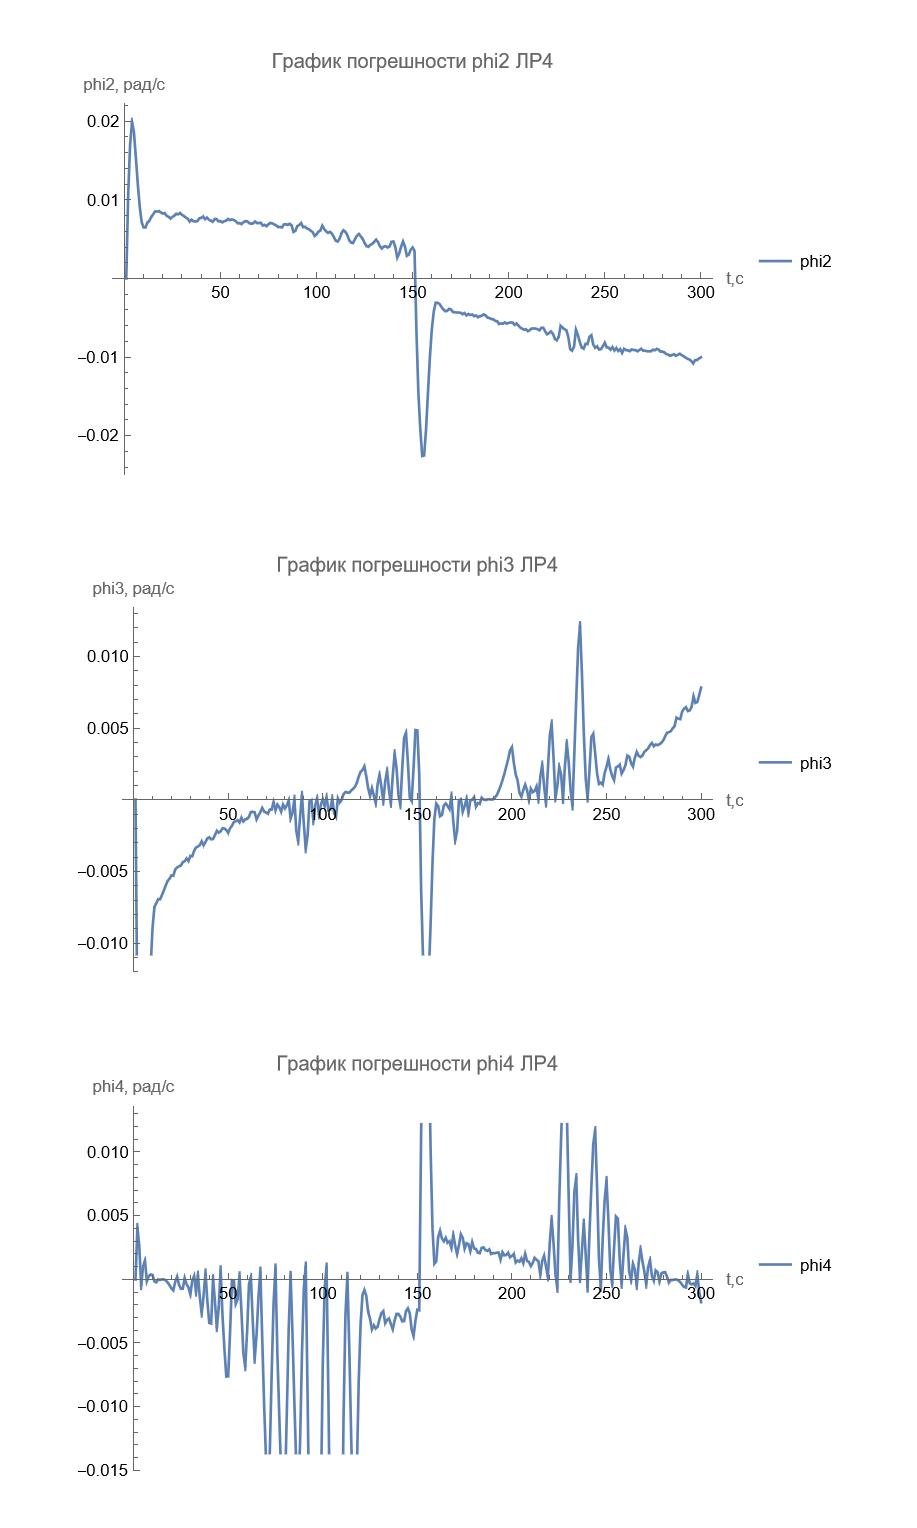 График погрешности phi2 ЛР4
phi2, рад/с
0.02
0.01
−0.01
−0.02
50 100 150 200 250 300 t,c
phi2
График погрешности phi3 ЛР4
phi3, рад/с
0.010
0.005
−0.005
−0.010
50 100 150 200 250 300 t,c
phi3
График погрешности phi4 ЛР4
phi4, рад/с
0.010
0.005
−0.005
−0.010
−0.015
50 100 150 200 250 300 t,c
phi4